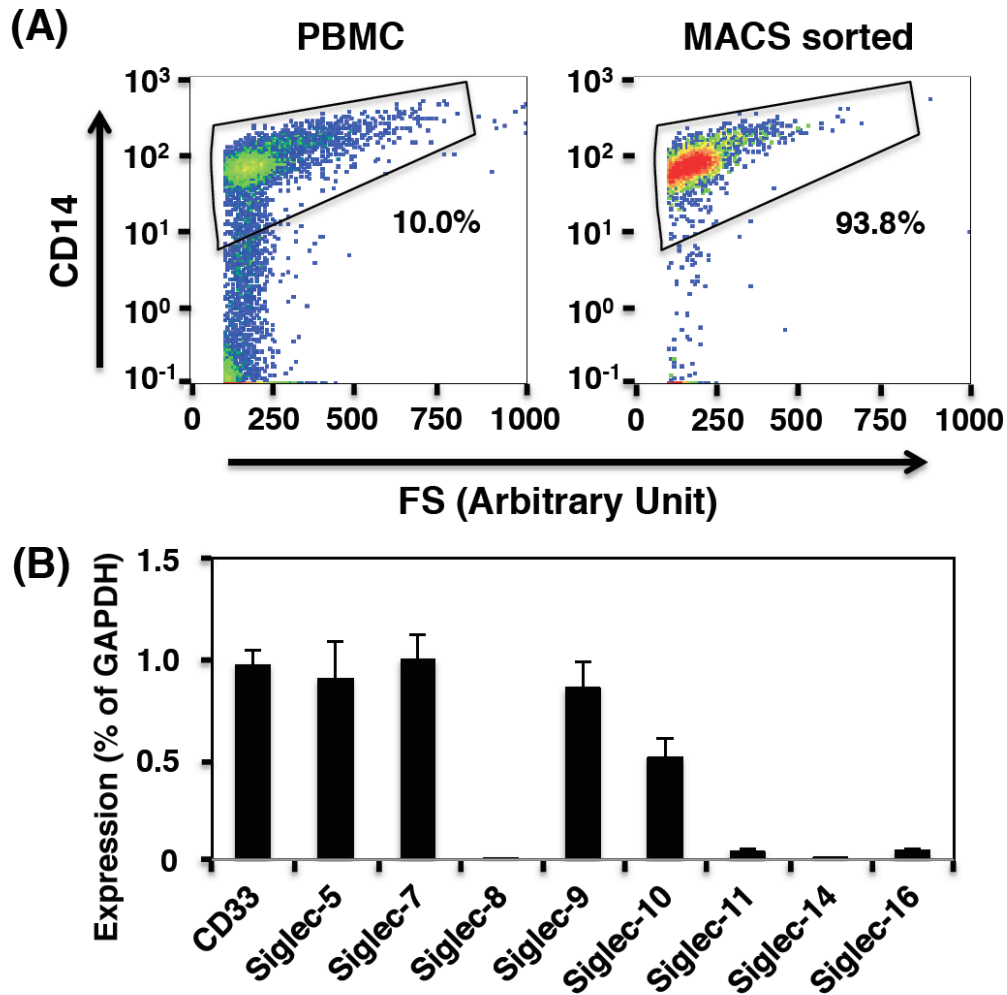 (A)
PBMC
MACS sorted
CD14
10³
10²
10¹
10⁰
10⁻¹
10.0%
0 250 500 750 1000
10³
10²
10¹
10⁰
10⁻¹
93.8%
0 250 500 750 1000
FS (Arbitrary Unit)
(B)
Expression (% of GAPDH)
1.5
1.0
0.5
0
CD33
Siglec-5
Siglec-7
Siglec-8
Siglec-9
Siglec-10
Siglec-11
Siglec-14
Siglec-16